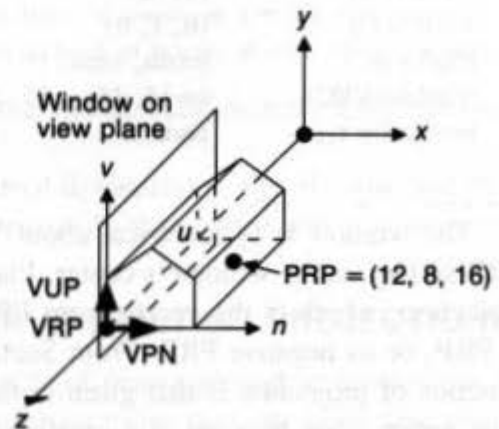 y
x
Window on
view plane
v
u
PRP = (12, 8, 16)
VUP
VRP
n
VPN
z